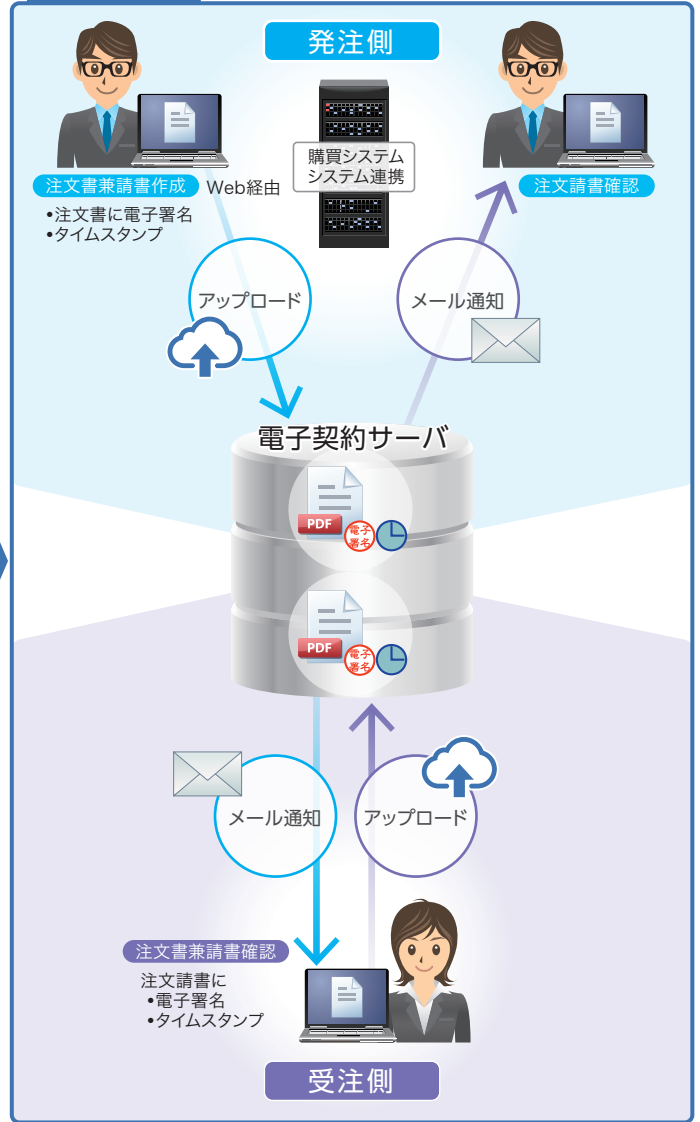 発注側
購買システム
システム連携
注文書兼請書作成
Web経由
•注文書に電子署名
•タイムスタンプ
注文請書確認
アップロード
メール通知
電子契約サーバ
PDF
電子
署名
PDF
電子
署名
メール通知
アップロード
注文書兼請書確認
注文請書に
•電子署名
•タイムスタンプ
受注側